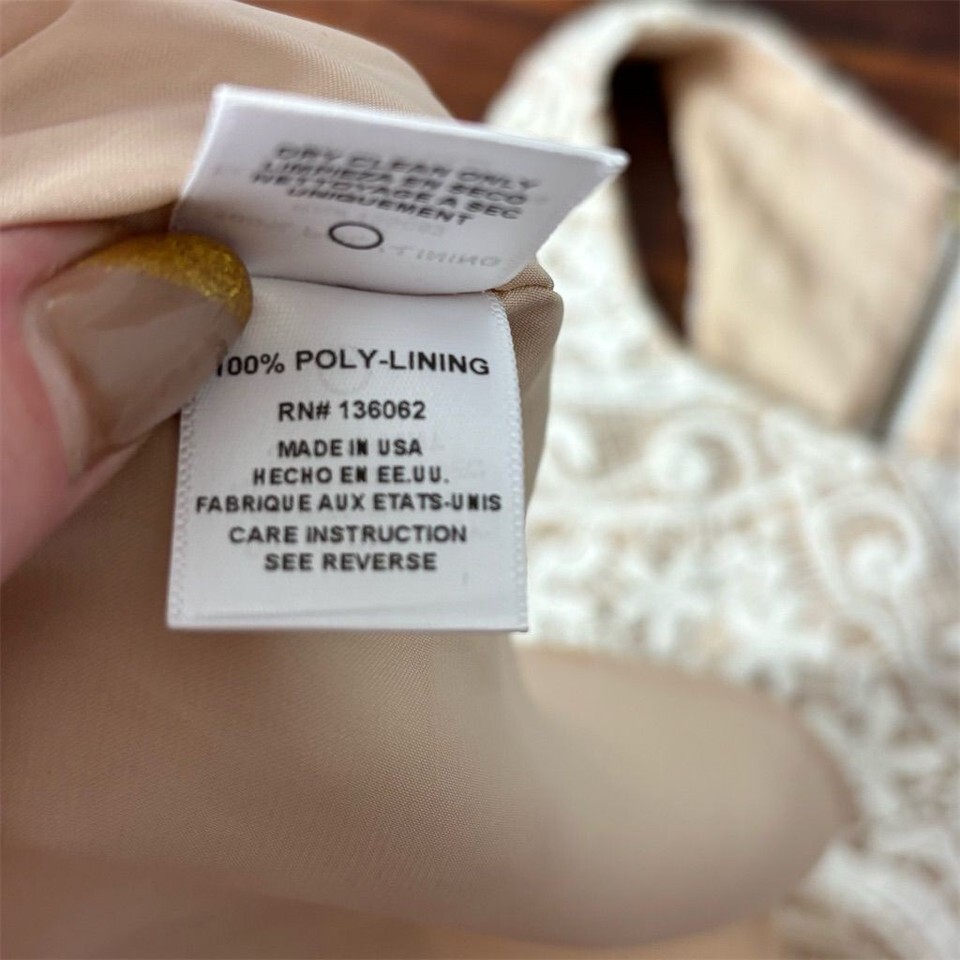 DRY CLEAN ONLY
LIMPIEZA EN SECO
NETTOYAGE A SEC
UNIQUEMENT
100% POLY-LINING
RN# 136062
MADE IN USA
HECHO EN EE.UU.
FABRIQUE AUX ETATS-UNIS
CARE INSTRUCTION
SEE REVERSE